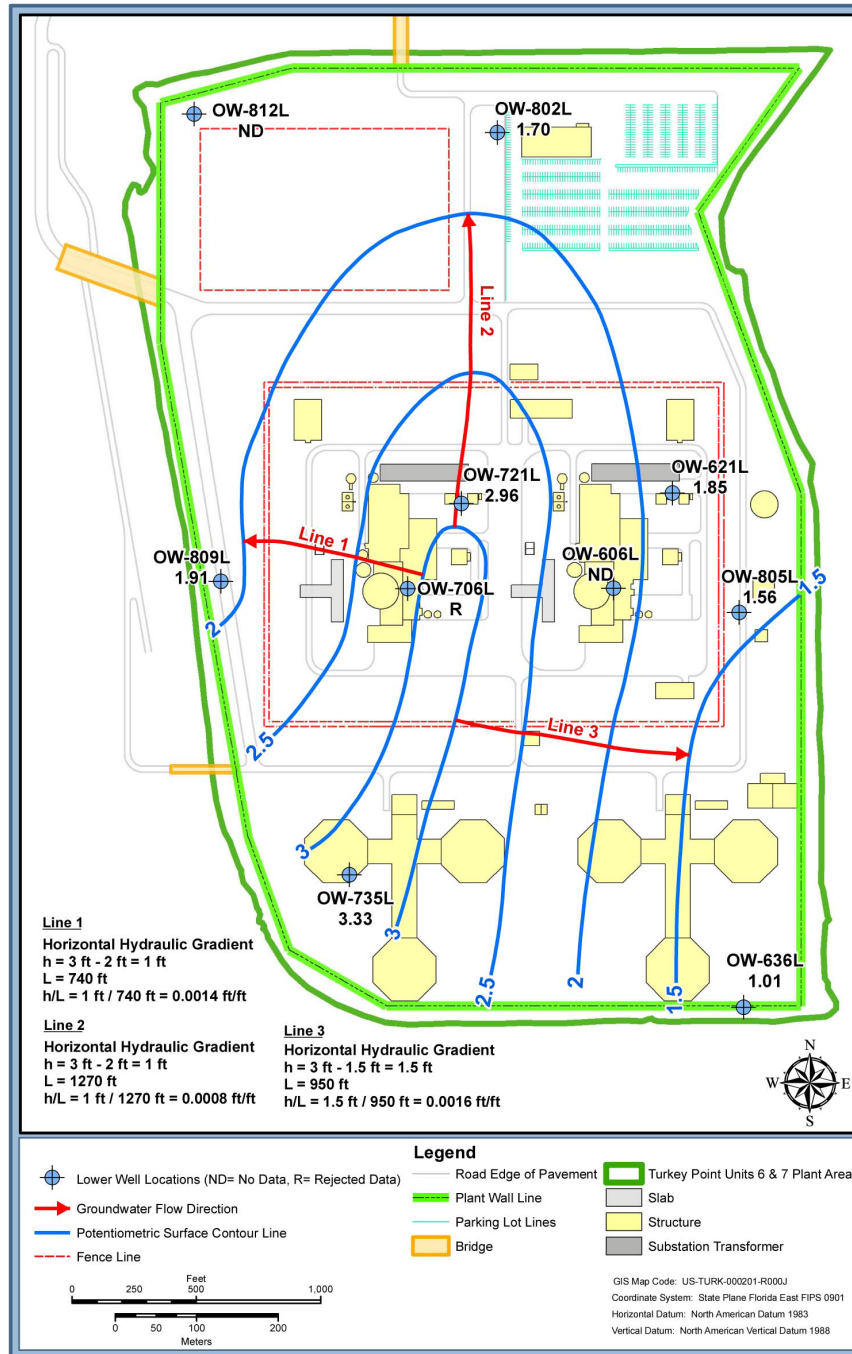 OW-812L
ND
OW-802L
1.70
Line 2
OW-721L
2.96
OW-621L
1.85
Line 1
OW-809L
1.91
OW-706L
R
OW-606L
ND
OW-805L
1.56
1.5
2
2.5
Line 3
3
OW-735L
3.33
3
2.5
2
1.5
OW-636L
1.01
Line 1
Horizontal Hydraulic Gradient
h = 3 ft - 2 ft = 1 ft
L = 740 ft
h/L = 1 ft / 740 ft = 0.0014 ft/ft
Line 2
Horizontal Hydraulic Gradient
h = 3 ft - 2 ft = 1 ft
L = 1270 ft
h/L = 1 ft / 1270 ft = 0.0008 ft/ft
Line 3
Horizontal Hydraulic Gradient
h = 3 ft - 1.5 ft = 1.5 ft
L = 950 ft
h/L = 1.5 ft / 950 ft = 0.0016 ft/ft
N
W E
S
Legend
Lower Well Locations (ND= No Data, R= Rejected Data)
Groundwater Flow Direction
Potentiometric Surface Contour Line
Fence Line
Road Edge of Pavement
Plant Wall Line
Parking Lot Lines
Bridge
Turkey Point Units 6 & 7 Plant Area
Slab
Structure
Substation Transformer
Feet
0 250 500 1,000
0 50 100 200
Meters
GIS Map Code: US-TURK-000201-R000J
Coordinate System: State Plane Florida East FIPS 0901
Horizontal Datum: North American Datum 1983
Vertical Datum: North American Vertical Datum 1988